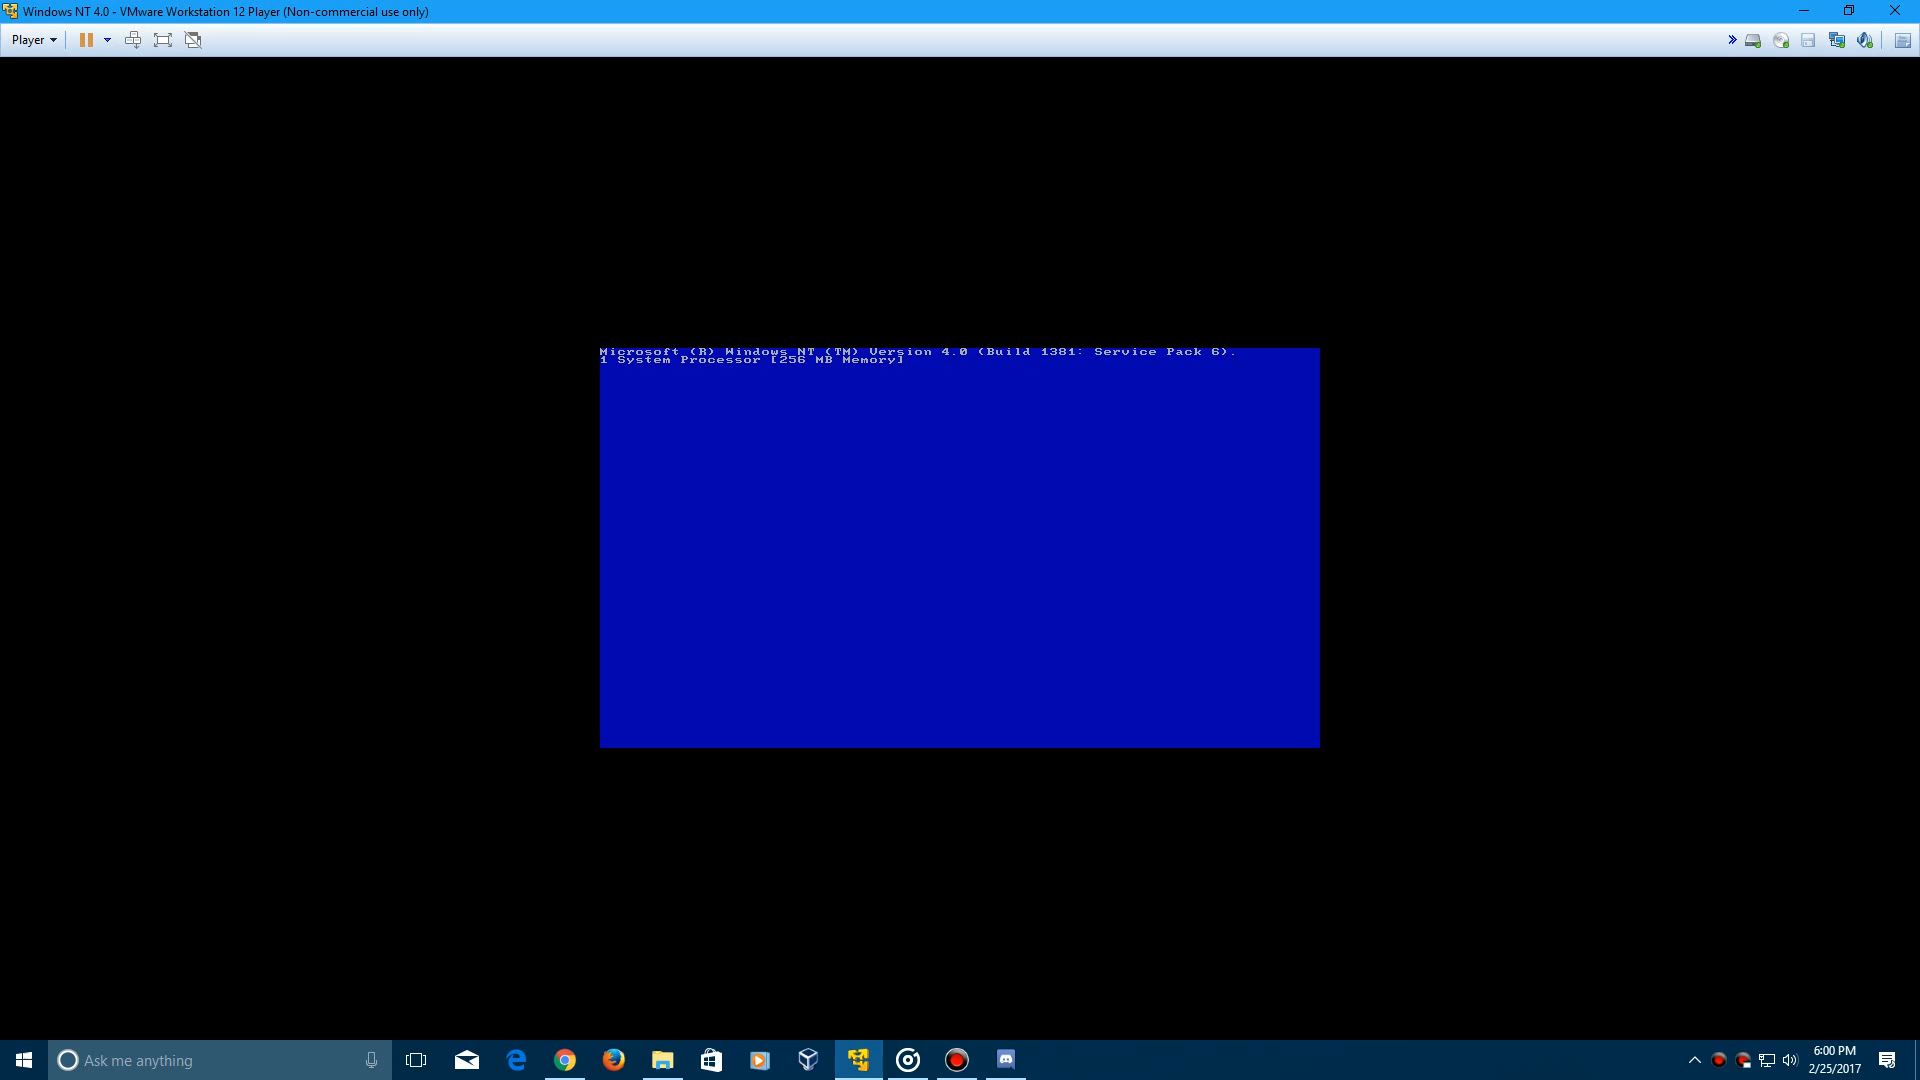 Windows NT 4.0 - VMware Workstation 12 Player (Non-commercial use only)
Player
Microsoft (R) Windows NT (TM) Version 4.0 (Build 1381: Service Pack 6).
1 System Processor [256 MB Memory]
Ask me anything
6:00 PM
2/25/2017